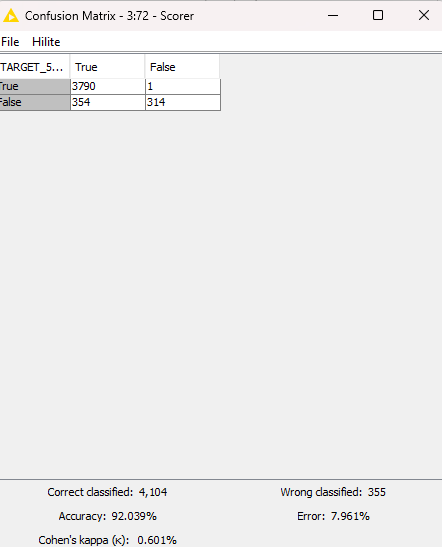 Confusion Matrix - 3:72 - Scorer
File Hilite
TARGET_5... True False
True 3790 1
False 354 314
Correct classified: 4,104 Wrong classified: 355
Accuracy: 92.039% Error: 7.961%
Cohen's kappa (κ): 0.601%